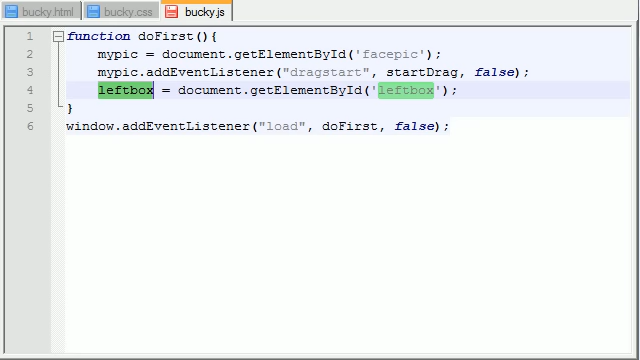 bucky.html bucky.css bucky.js
1 function doFirst(){
2 mypic = document.getElementById('facepic');
3 mypic.addEventListener("dragstart", startDrag, false);
4 leftbox = document.getElementById('leftbox');
5 }
6 window.addEventListener("load", doFirst, false);